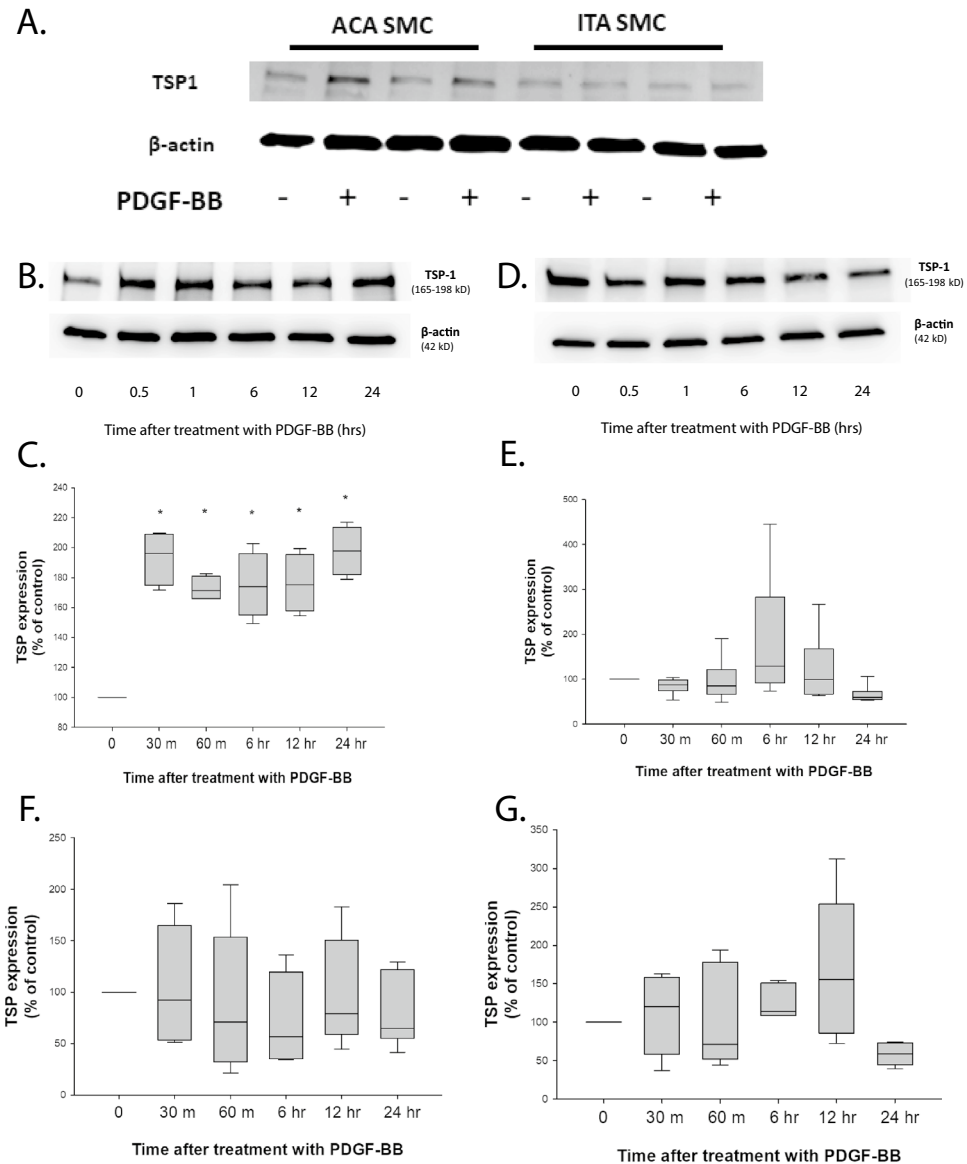 A.
ACA SMC
ITA SMC
TSP1
β-actin
PDGF-BB
- + - + - + - +
B.
TSP-1
(165-198 kD)
β-actin
(42 kD)
0 0.5 1 6 12 24
Time after treatment with PDGF-BB (hrs)
D.
TSP-1
(165-198 kD)
β-actin
(42 kD)
0 0.5 1 6 12 24
Time after treatment with PDGF-BB (hrs)
C.
TSP expression
(% of control)
240
220
200
180
160
140
120
100
80
* * * * *
0 30 m 60 m 6 hr 12 hr 24 hr
Time after treatment with PDGF-BB
E.
TSP expression
(% of control)
500
400
300
200
100
0
0 30 m 60 m 6 hr 12 hr 24 hr
Time after treatment with PDGF-BB
F.
TSP expression
(% of control)
250
200
150
100
50
0
0 30 m 60 m 6 hr 12 hr 24 hr
Time after treatment with PDGF-BB
G.
TSP expression
(% of control)
350
300
250
200
150
100
50
0
0 30 m 60 m 6 hr 12 hr 24 hr
Time after treatment with PDGF-BB